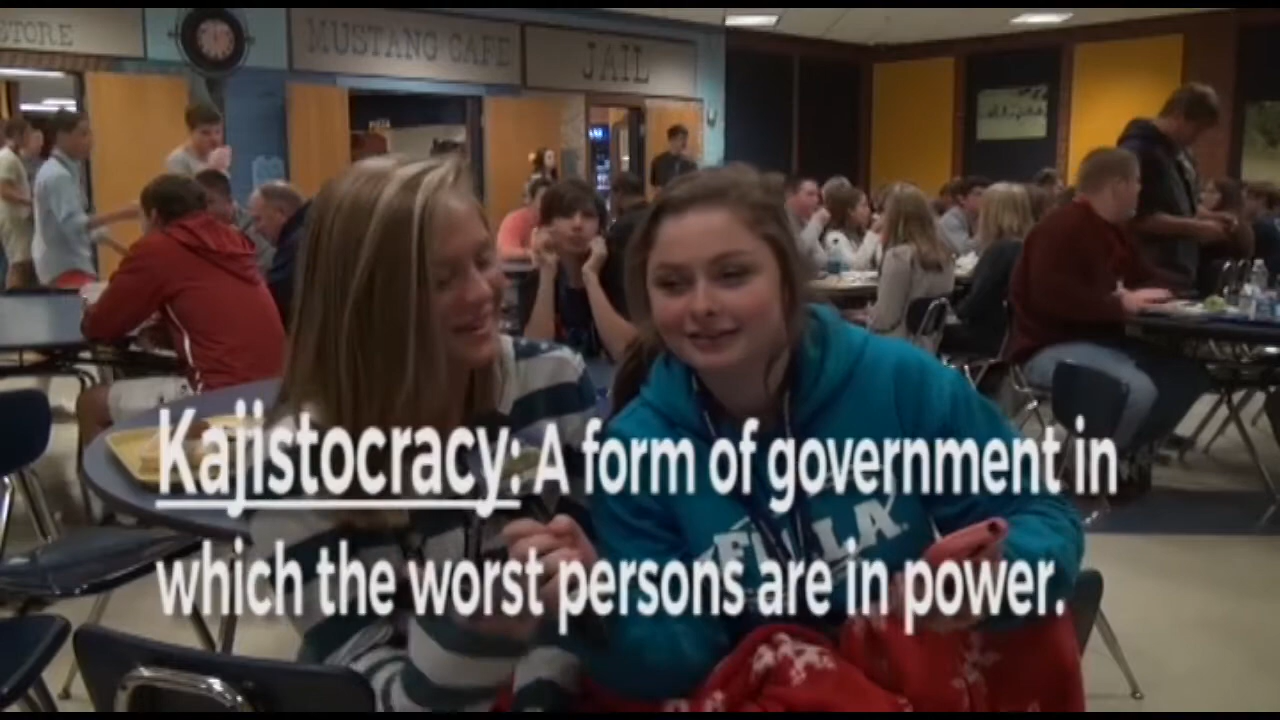 STORE
MUSTANG CAFE
JAIL
Kajistocracy: A form of government in
which the worst persons are in power.